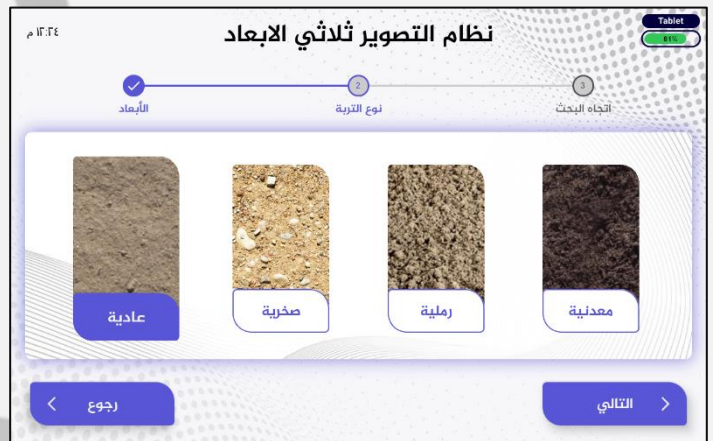 ١٢:٢٤ م
نظام التصوير ثلاثي الابعاد
Tablet
81%
2
3
الأبعاد
نوع التربة
اتجاه البحث
عادية
صخرية
رملية
معدنية
رجوع
التالي